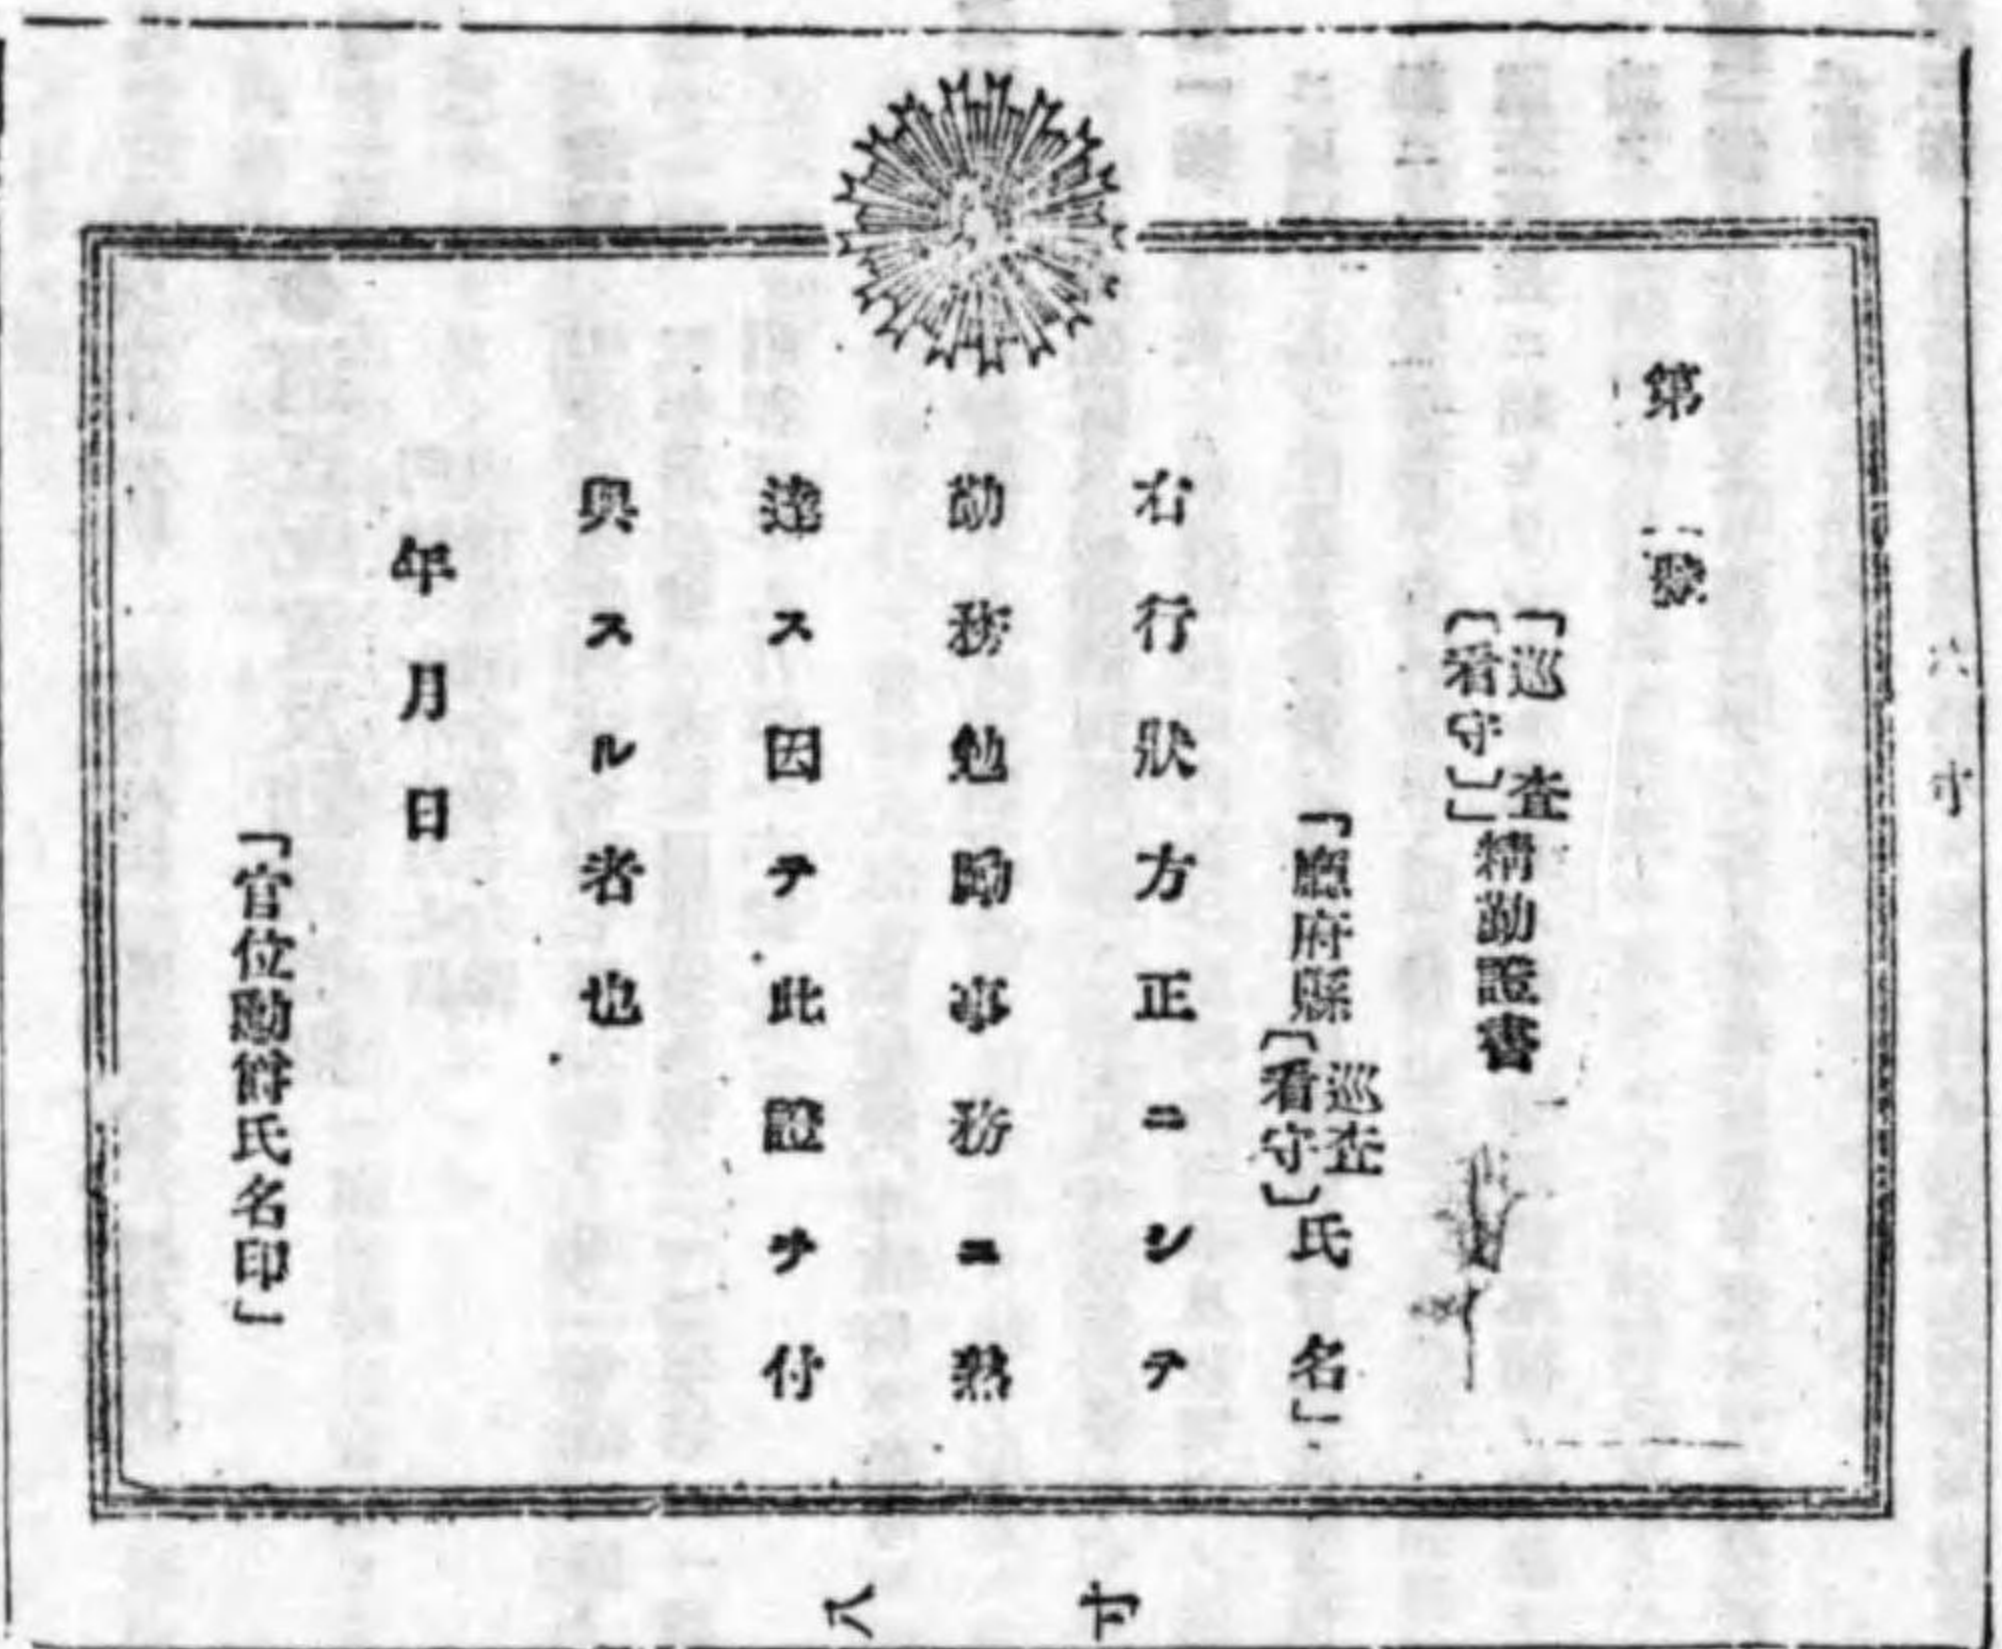 第　號
「巡査
〔看守〕」精勤證書
「廳府縣巡査
〔看守〕氏名」
右行狀方正ニシテ
勤務勉勵事務ニ熟
達ス因テ此證ヲ付
與スル者也
年月日
「官位勳爵氏名印」
六寸
八寸